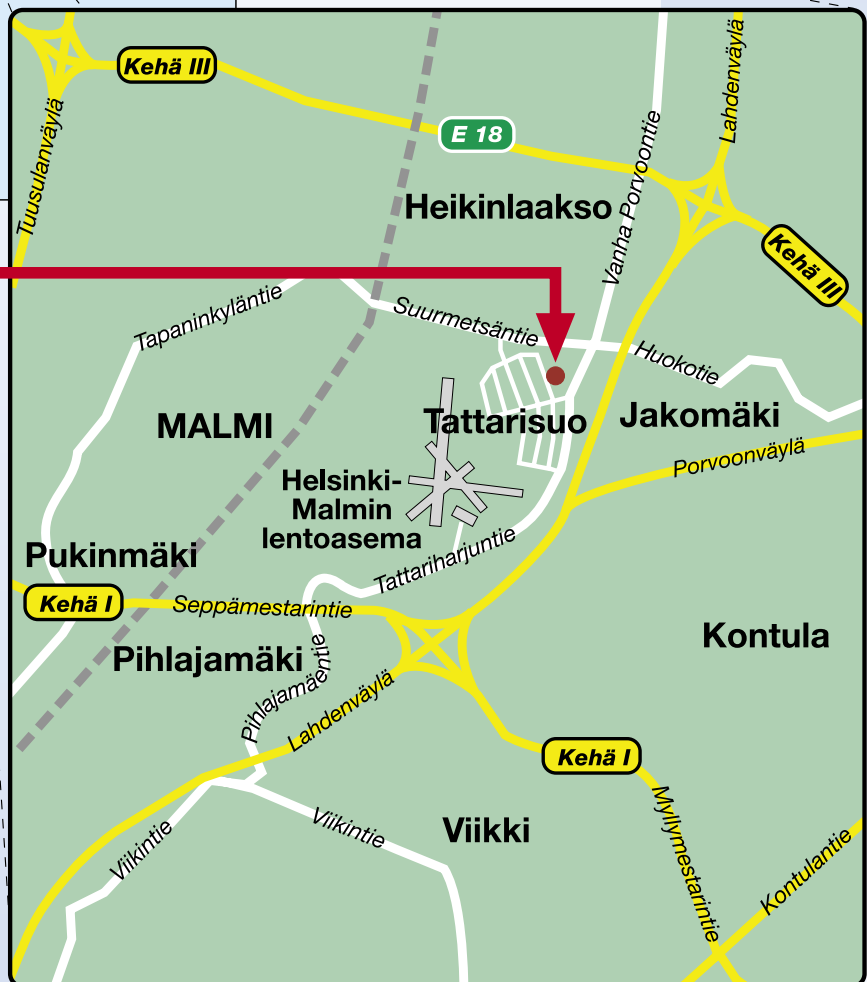 Kehä III
Lahdenväylä
Tuusulanväylä
E 18
Vanha Porvoontie
Heikinlaakso
Kehä III
Tapaninkyläntie
Suurmetsäntie
Huokotie
MALMI
Tattarisuo
Jakomäki
Porvoonväylä
Helsinki-
Malmin
lentoasema
Pukinmäki
Tattariharjuntie
Kehä I
Seppämestarintie
Kontula
Pihlajamäki
Pihlajamäentie
Lahdenväylä
Kehä I
Viikintie
Viikintie
Viikki
Myllymestarintie
Kontulantie